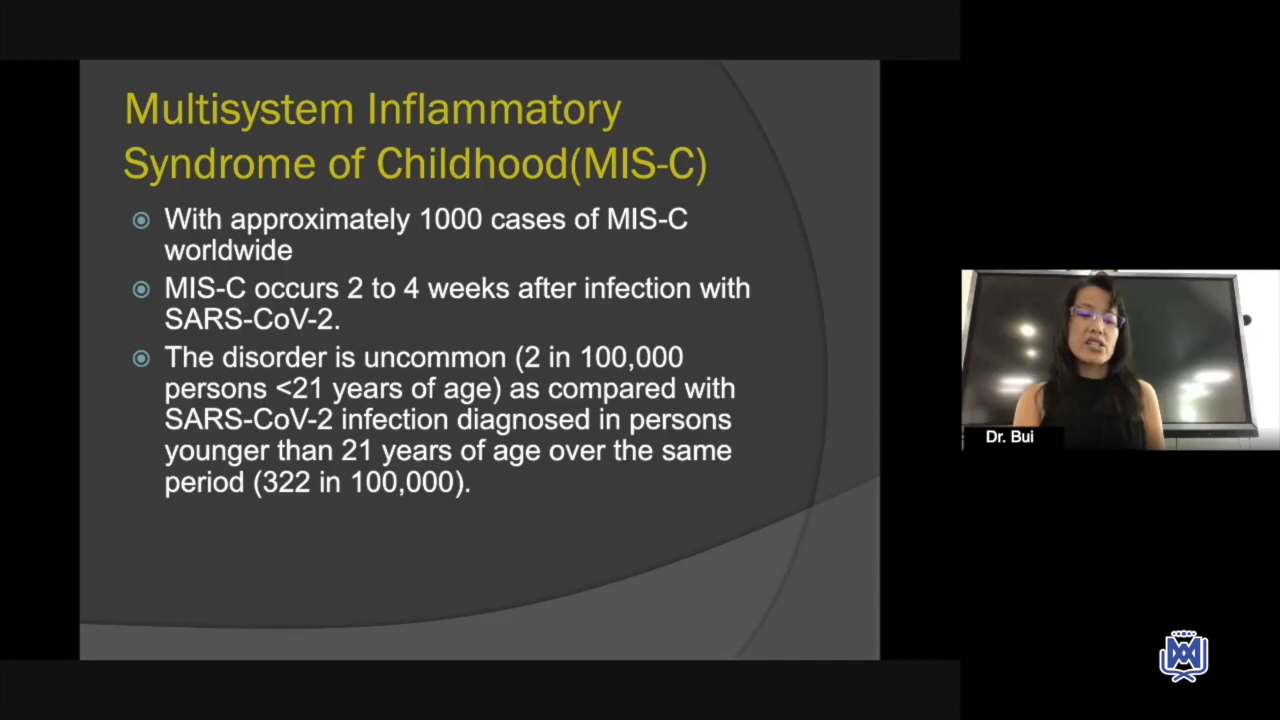 Multisystem Inflammatory
Syndrome of Childhood(MIS-C)
With approximately 1000 cases of MIS-C
worldwide
MIS-C occurs 2 to 4 weeks after infection with
SARS-CoV-2.
The disorder is uncommon (2 in 100,000
persons <21 years of age) as compared with
SARS-CoV-2 infection diagnosed in persons
younger than 21 years of age over the same
period (322 in 100,000).
Dr. Bui